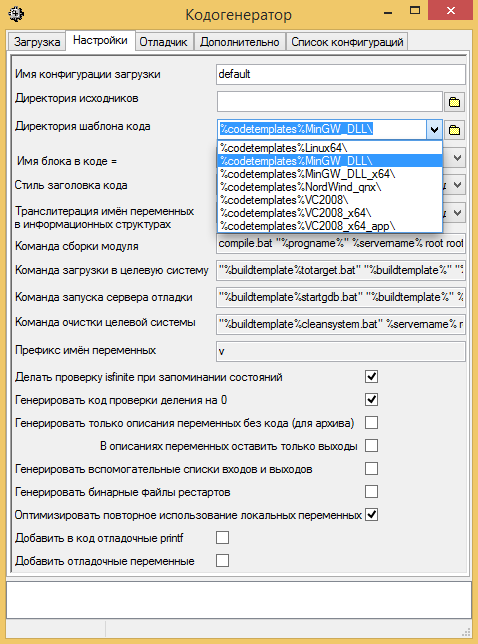 Кодогенератор
Загрузка Настройки Отладчик Дополнительно Список конфигураций
Имя конфигурации загрузки default
Директория исходников
Директория шаблона кода %codetemplates%MinGW_DLL\
%codetemplates%Linux64\
Имя блока в коде = %codetemplates%MinGW_DLL\
%codetemplates%MinGW_DLL_x64\
Стиль заголовка кода %codetemplates%NordWind_qnx\
%codetemplates%VC2008\
Транслитерация имён переменных %codetemplates%VC2008_x64\
в информационных структурах %codetemplates%VC2008_x64_app\
Команда сборки модуля compile.bat "%progname%" %servername% root root
Команда загрузки в целевую систему "%buildtemplate%totarget.bat" "%buildtemplate%"
Команда запуска сервера отладки "%buildtemplate%startgdb.bat" "%buildtemplate%" %
Команда очистки целевой системы "%buildtemplate%cleansystem.bat" %servername% r
Префикс имён переменных v
Делать проверку isfinite при запоминании состояний
Генерировать код проверки деления на 0
Генерировать только описания переменных без кода (для архива)
В описаниях переменных оставить только выходы
Генерировать вспомогательные списки входов и выходов
Генерировать бинарные файлы рестартов
Оптимизировать повторное использование локальных переменных
Добавить в код отладочные printf
Добавить отладочные переменные